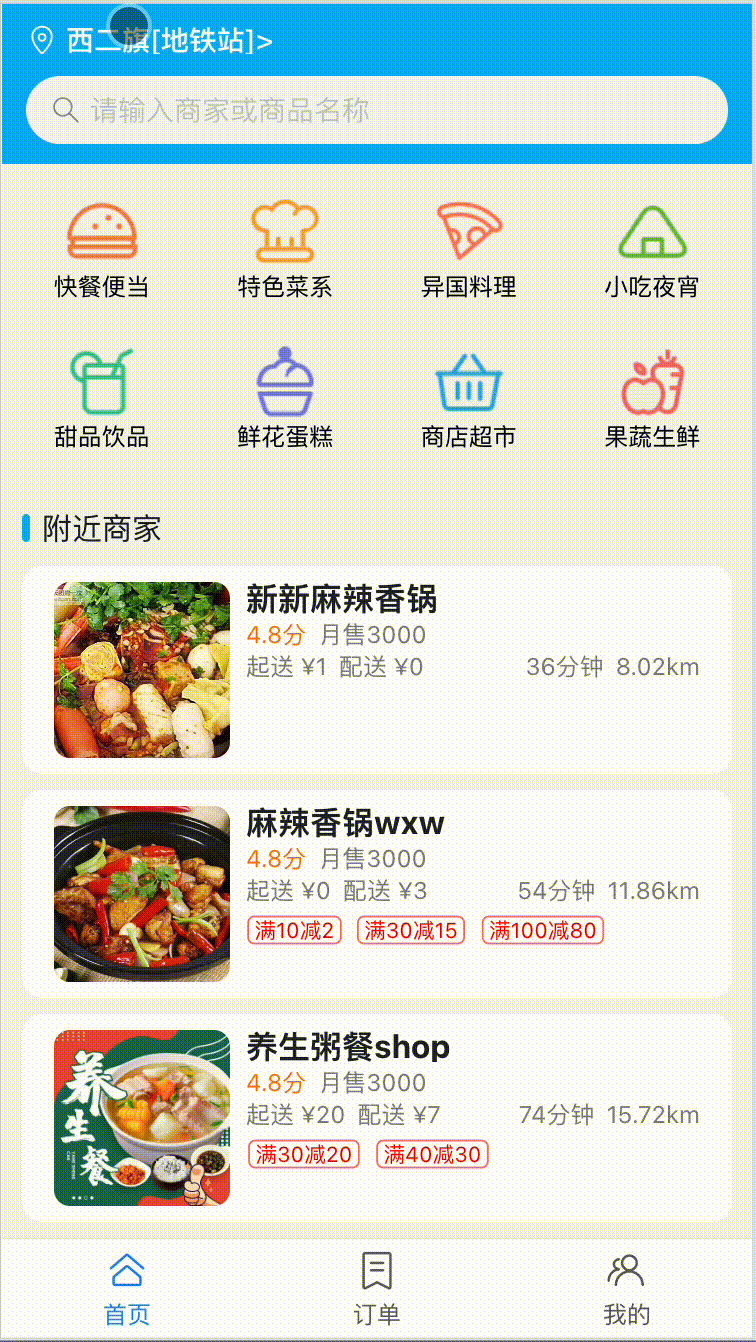 西二旗[地铁站]>
请输入商家或商品名称
快餐便当 特色菜系 异国料理 小吃夜宵
甜品饮品 鲜花蛋糕 商店超市 果蔬生鲜
附近商家
新新麻辣香锅
4.8分 月售3000
起送 ¥1 配送 ¥0 36分钟 8.02km
麻辣香锅wxw
4.8分 月售3000
起送 ¥0 配送 ¥3 54分钟 11.86km
满10减2 满30减15 满100减80
养生餐
养生粥餐shop
4.8分 月售3000
起送 ¥20 配送 ¥7 74分钟 15.72km
满30减20 满40减30
首页 订单 我的